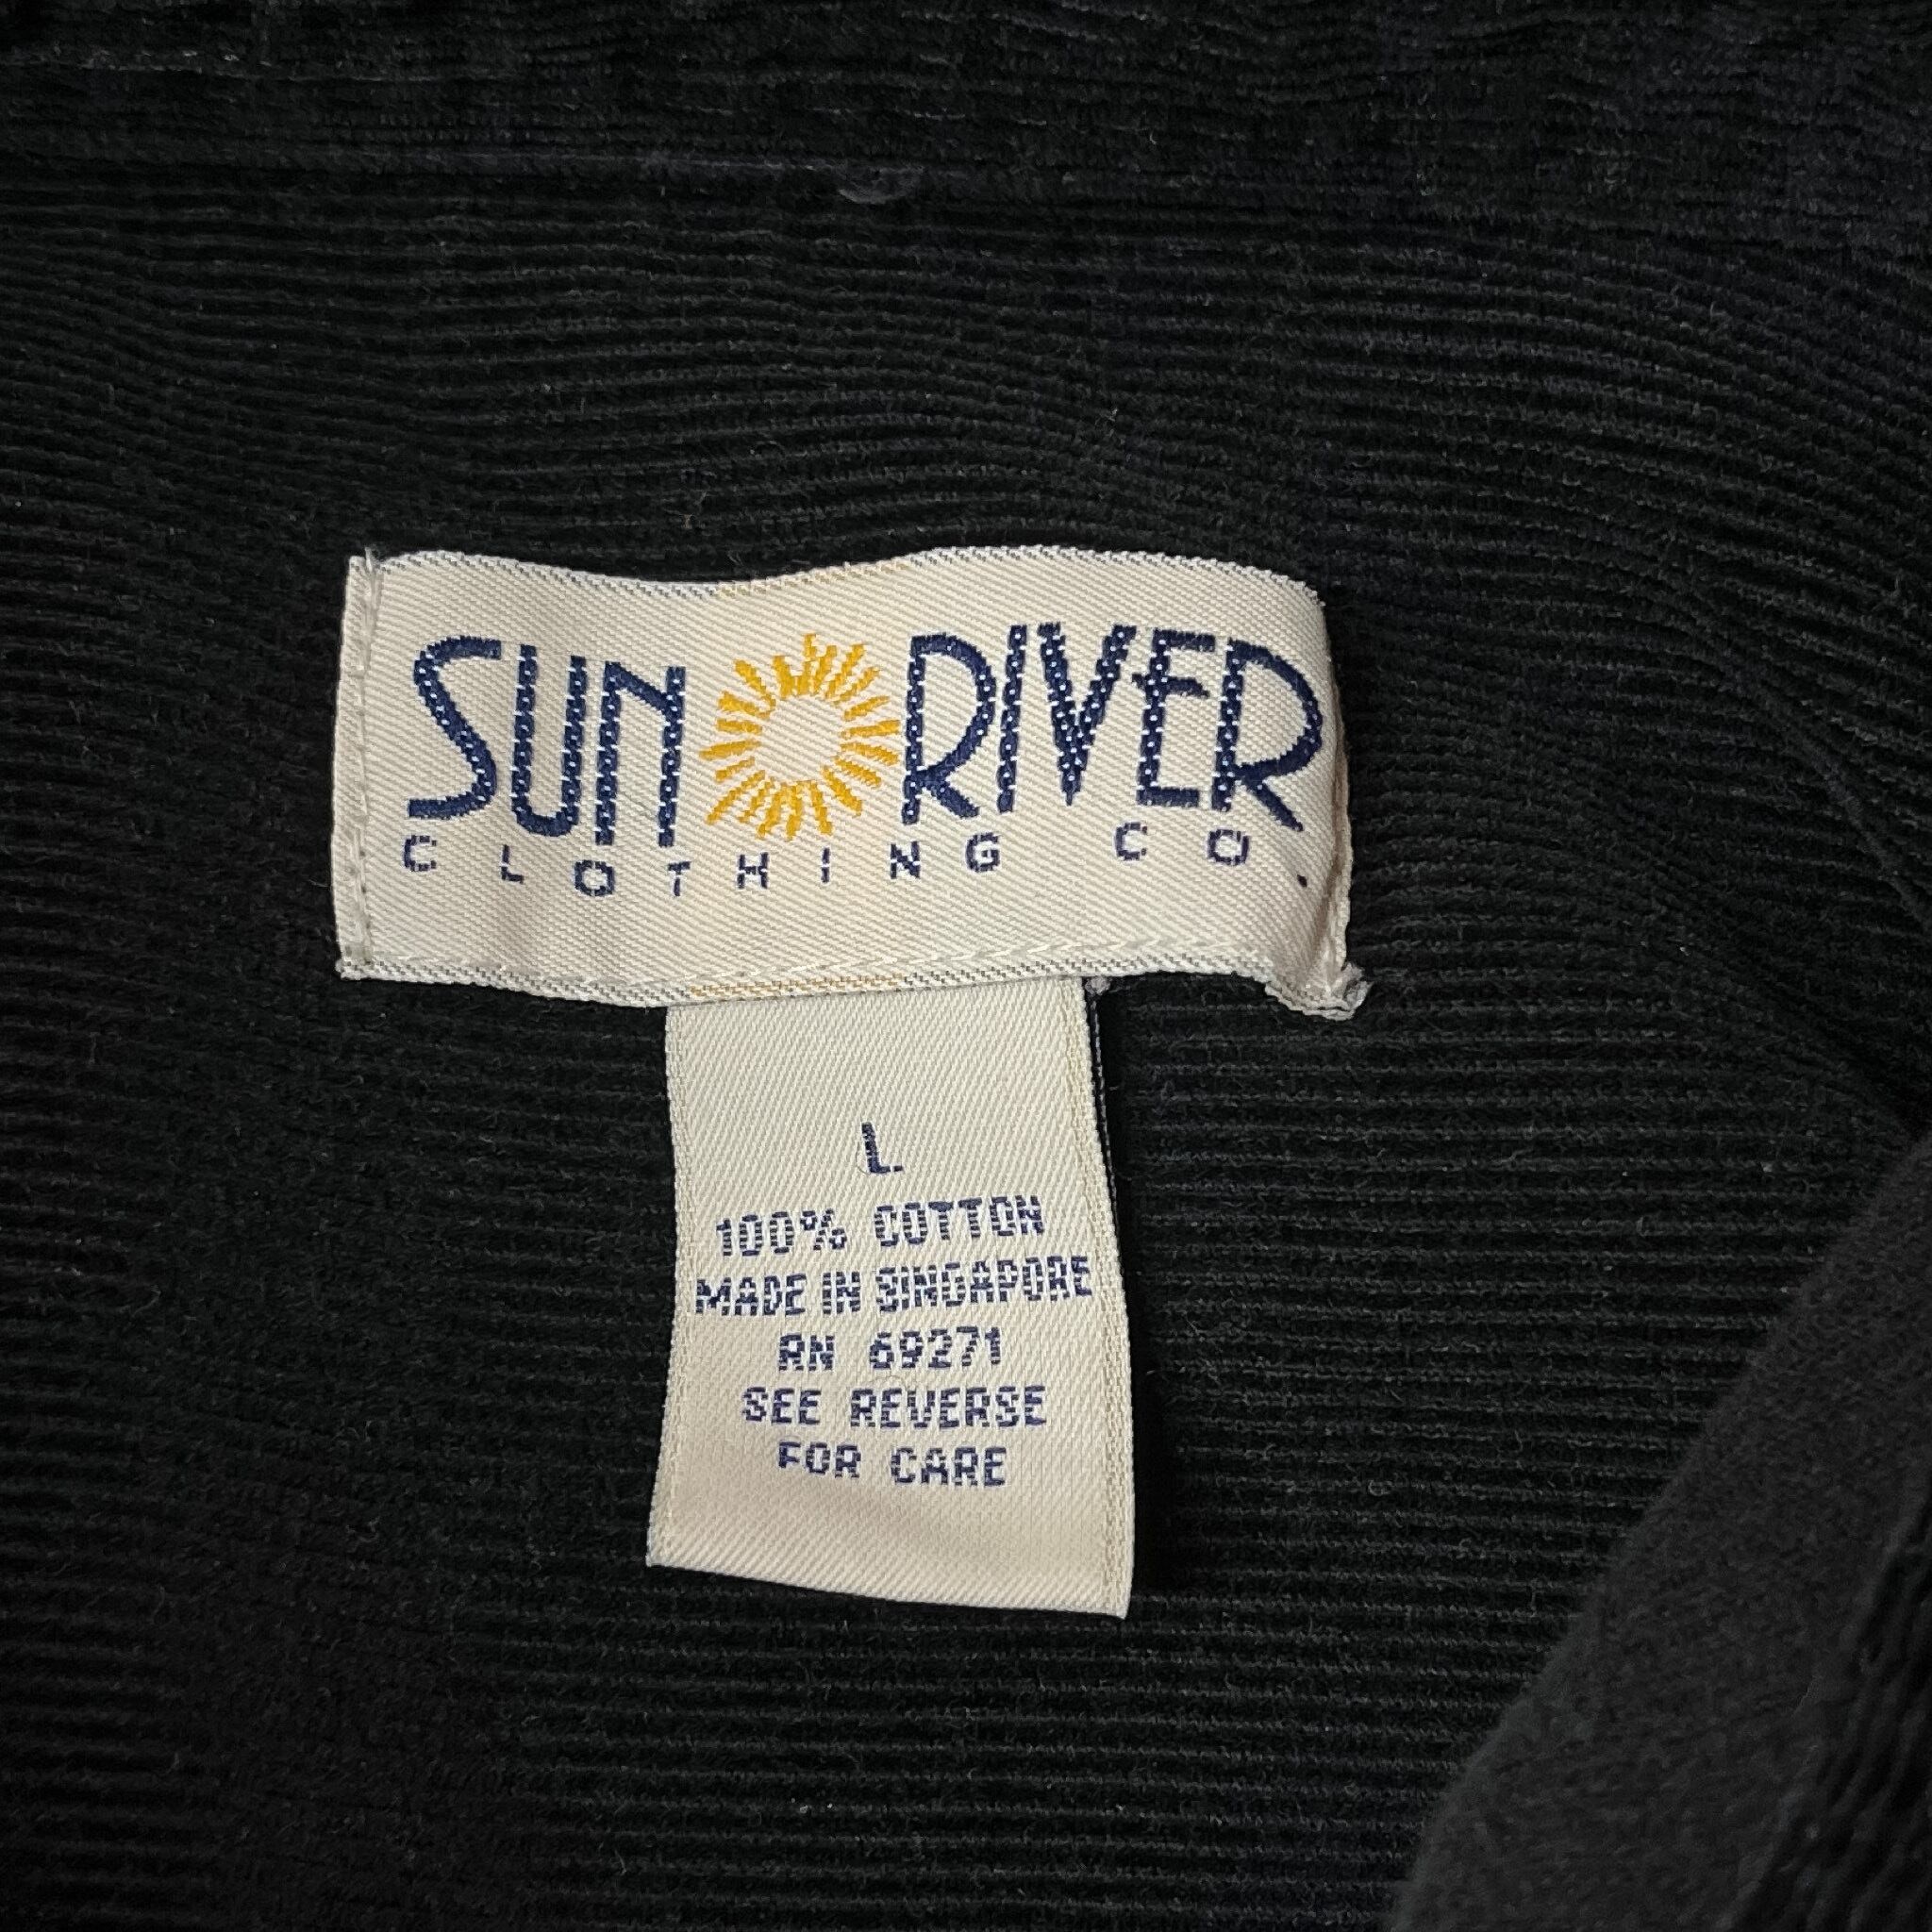 SUN RIVER
CLOTHING CO.
L
100% COTTON
MADE IN SINGAPORE
RN 69271
SEE REVERSE
FOR CARE